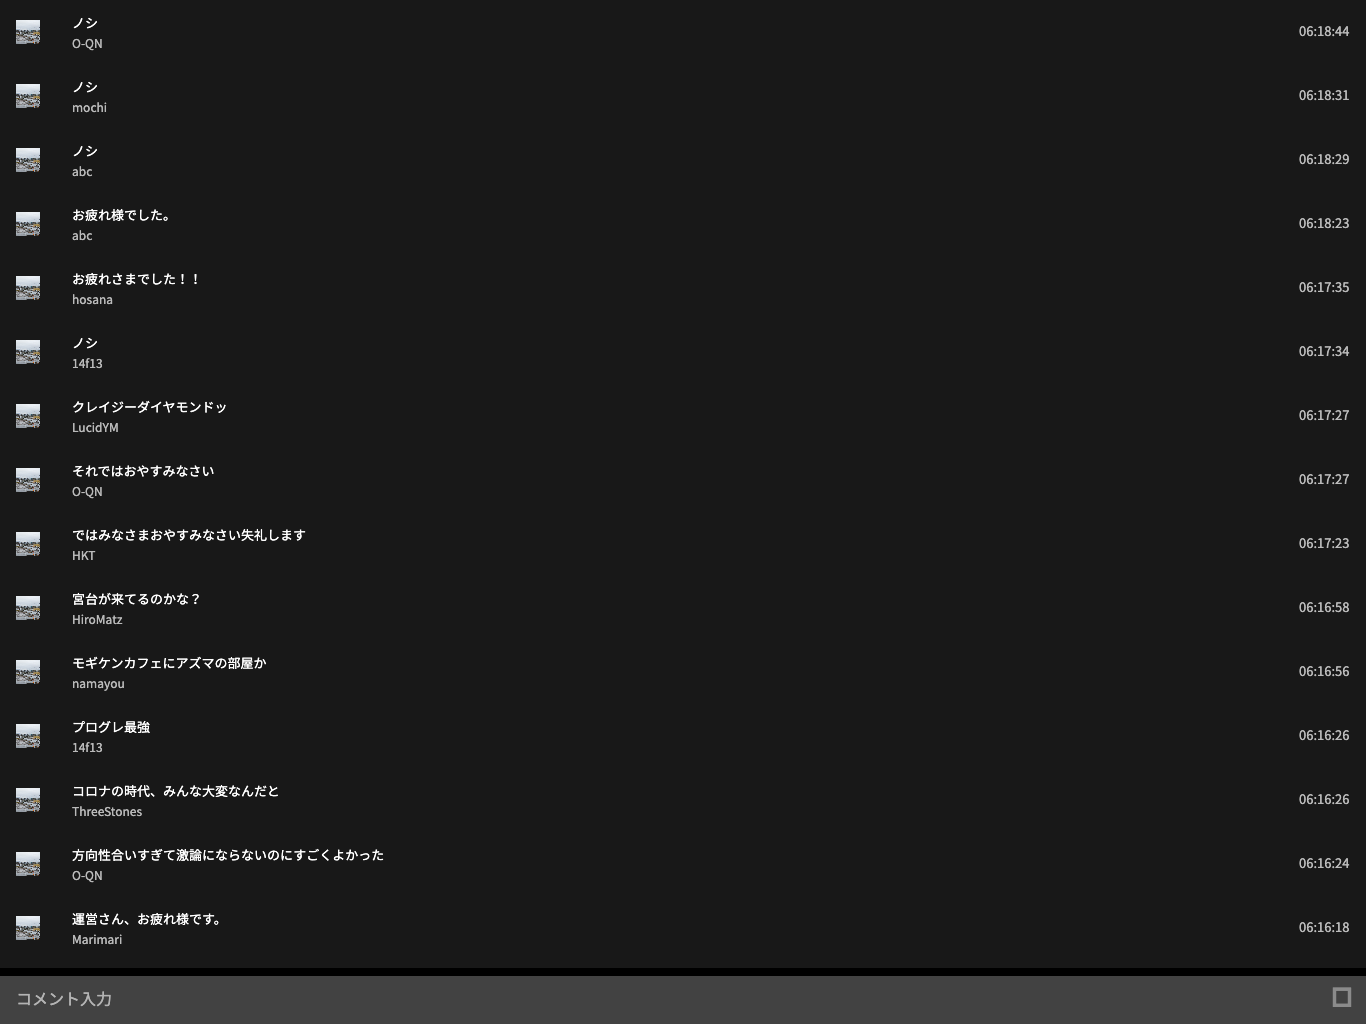 ノシ
O-QN
06:18:44
ノシ
mochi
06:18:31
ノシ
abc
06:18:29
お疲れ様でした。
abc
06:18:23
お疲れさまでした！！
hosana
06:17:35
ノシ
14f13
06:17:34
クレイジーダイヤモンドッ
LucidYM
06:17:27
それではおやすみなさい
O-QN
06:17:27
ではみなさまおやすみなさい失礼します
HKT
06:17:23
宮台が来てるのかな？
HiroMatz
06:16:58
モギケンカフェにアズマの部屋か
namayou
06:16:56
プログレ最強
14f13
06:16:26
コロナの時代、みんな大変なんだと
ThreeStones
06:16:26
方向性合いすぎて激論にならないのにすごくよかった
O-QN
06:16:24
運営さん、お疲れ様です。
Marimari
06:16:18
コメント入力